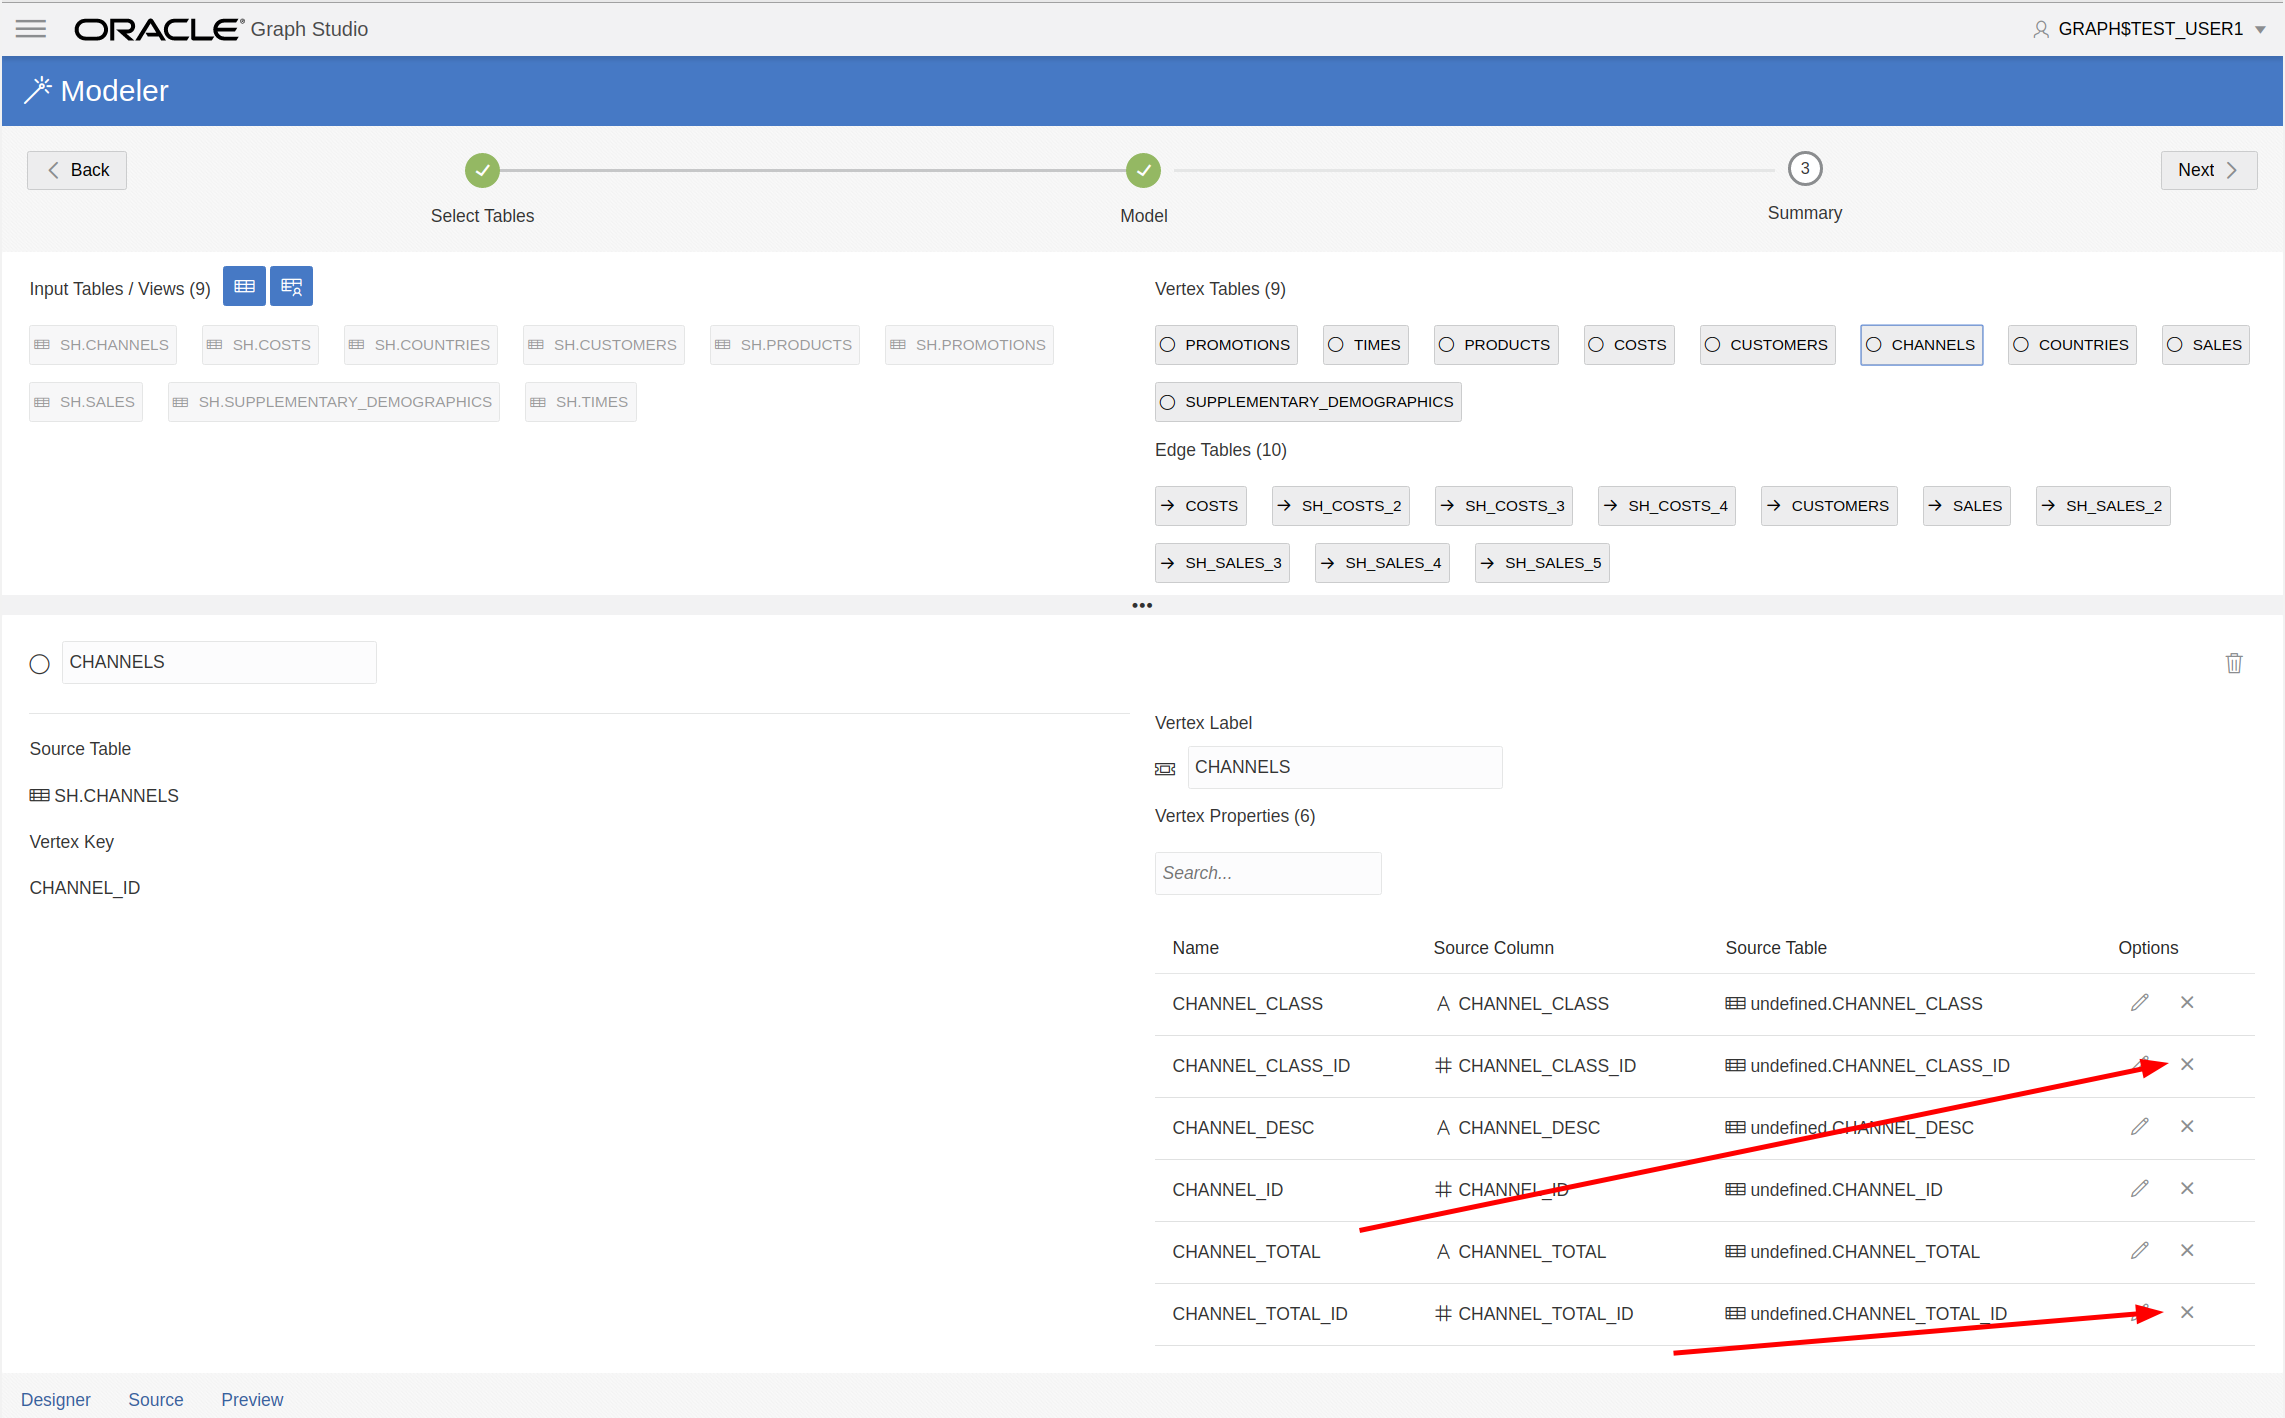 ORACLE® Graph Studio
GRAPH$TEST_USER1
Modeler
Back
3
Next
Select Tables
Model
Summary
Input Tables / Views (9)
SH.CHANNELS SH.COSTS SH.COUNTRIES SH.CUSTOMERS SH.PRODUCTS SH.PROMOTIONS
SH.SALES SH.SUPPLEMENTARY_DEMOGRAPHICS SH.TIMES
Vertex Tables (9)
PROMOTIONS TIMES PRODUCTS COSTS CUSTOMERS CHANNELS COUNTRIES SALES
SUPPLEMENTARY_DEMOGRAPHICS
Edge Tables (10)
COSTS SH_COSTS_2 SH_COSTS_3 SH_COSTS_4 CUSTOMERS SALES SH_SALES_2
SH_SALES_3 SH_SALES_4 SH_SALES_5
CHANNELS
Source Table
SH.CHANNELS
Vertex Key
CHANNEL_ID
Vertex Label
CHANNELS
Vertex Properties (6)
Search...
Name Source Column Source Table Options
CHANNEL_CLASS CHANNEL_CLASS undefined.CHANNEL_CLASS
CHANNEL_CLASS_ID CHANNEL_CLASS_ID undefined.CHANNEL_CLASS_ID
CHANNEL_DESC CHANNEL_DESC undefined.CHANNEL_DESC
CHANNEL_ID CHANNEL_ID undefined.CHANNEL_ID
CHANNEL_TOTAL CHANNEL_TOTAL undefined.CHANNEL_TOTAL
CHANNEL_TOTAL_ID CHANNEL_TOTAL_ID undefined.CHANNEL_TOTAL_ID
Designer Source Preview